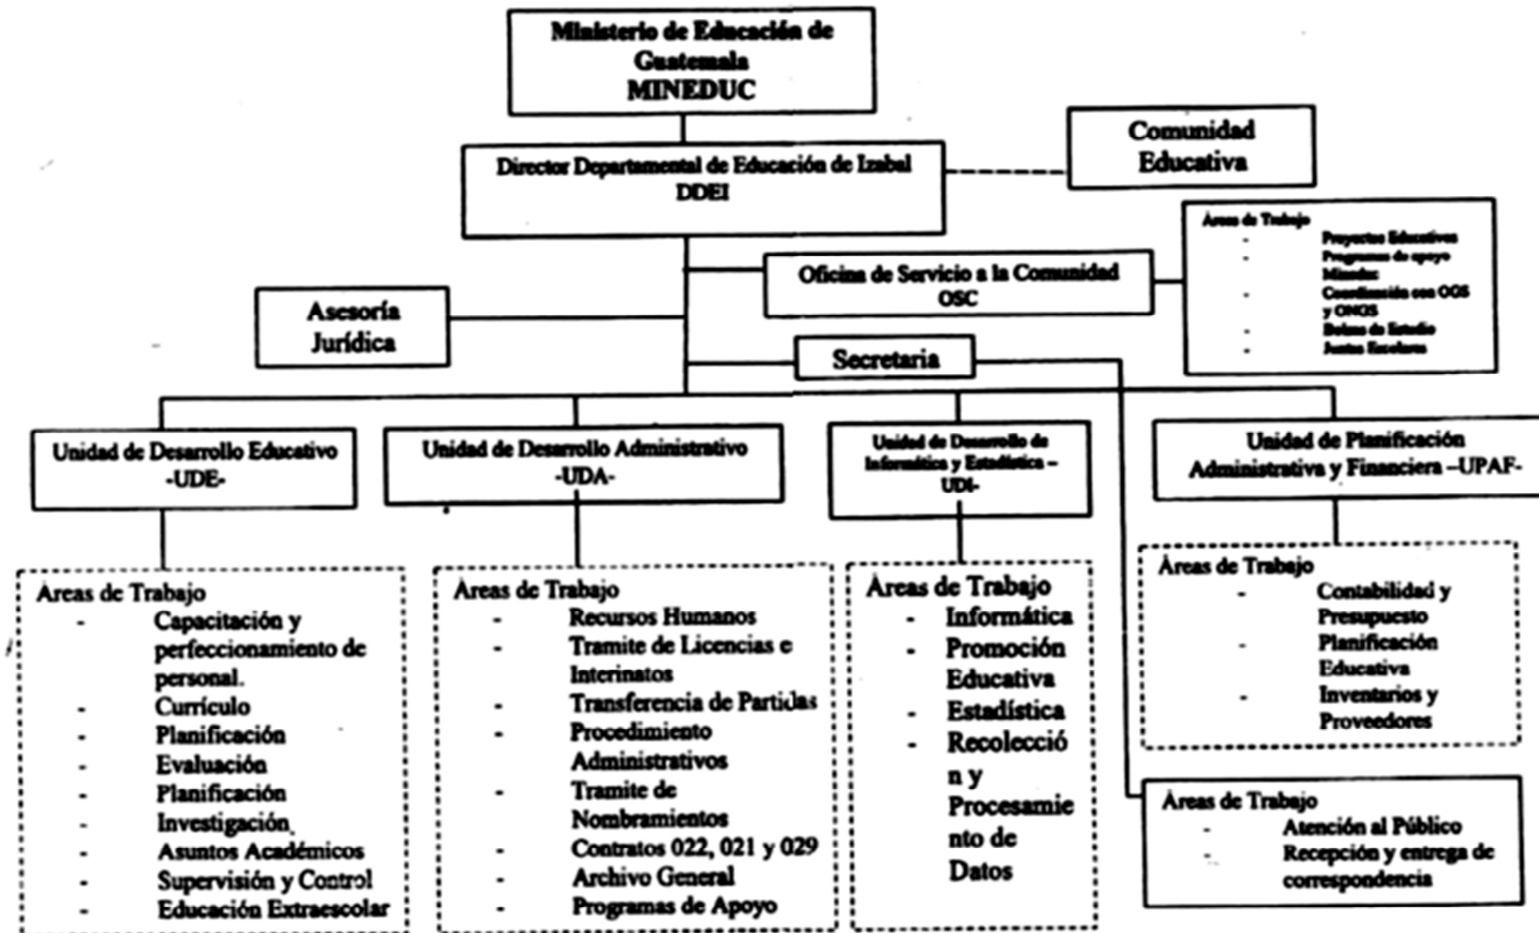 Ministerio de Educación de
Guatemala
MINEDUC
Director Departamental de Educación de Izabal
DDEI
Comunidad
Educativa
Áreas de Trabajo
- Proyectos Educativos
- Programas de apoyo
Mineduc
- Coordinación con OGS
y ONGS
- Bolsas de Estudio
- Juntas Escolares
Oficina de Servicio a la Comunidad
OSC
Asesoría
Jurídica
Secretaria
Unidad de Desarrollo Educativo
-UDE-
Unidad de Desarrollo Administrativo
-UDA-
Unidad de Desarrollo de
Informática y Estadística –
UDI-
Unidad de Planificación
Administrativa y Financiera –UPAF-
Áreas de Trabajo
- Capacitación y
perfeccionamiento de
personal.
- Currículo
- Planificación
- Evaluación
- Planificación
- Investigación
- Asuntos Académicos
- Supervisión y Control
- Educación Extraescolar
Áreas de Trabajo
- Recursos Humanos
- Tramite de Licencias e
Interinatos
- Transferencia de Partidas
- Procedimiento
Administrativos
- Tramite de
Nombramientos
- Contratos 022, 021 y 029
- Archivo General
- Programas de Apoyo
Áreas de Trabajo
- Informática
- Promoción
Educativa
- Estadística
- Recolecció
n y
Procesamie
nto de
Datos
Áreas de Trabajo
- Contabilidad y
Presupuesto
- Planificación
Educativa
- Inventarios y
Proveedores
Áreas de Trabajo
- Atención al Público
- Recepción y entrega de
correspondencia